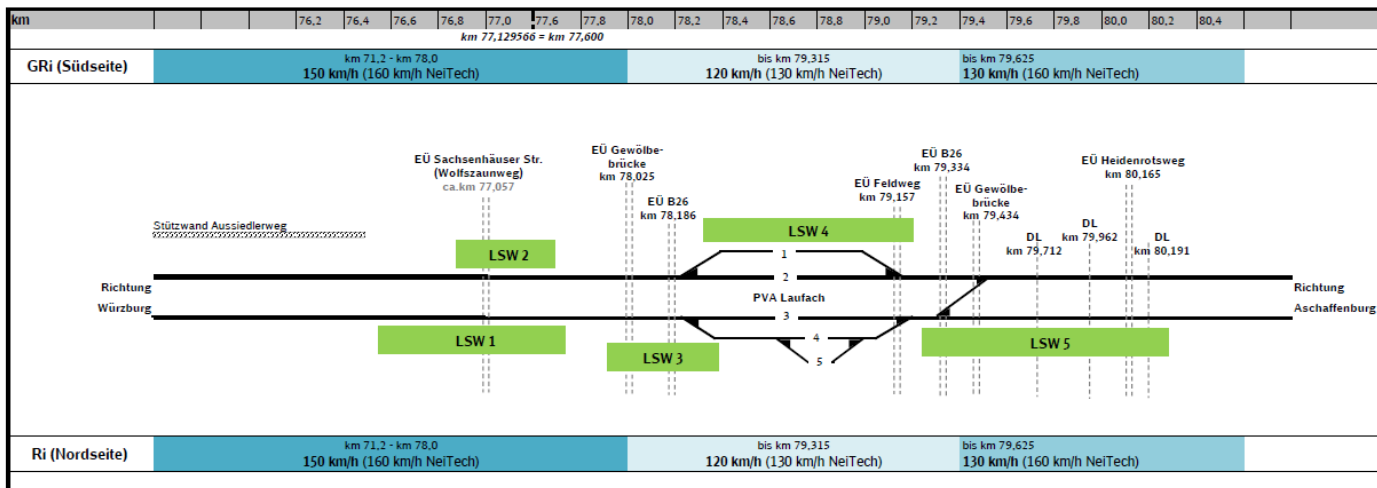 km 76,2 76,4 76,6 76,8 77,0 77,6 77,8 78,0 78,2 78,4 78,6 78,8 79,0 79,2 79,4 79,6 79,8 80,0 80,2 80,4
km 77,129566 = km 77,600
GRi (Südseite)
km 71,2 - km 78,0
150 km/h (160 km/h NeiTech)
bis km 79,315
120 km/h (130 km/h NeiTech)
bis km 79,625
130 km/h (160 km/h NeiTech)
EÜ Sachsenhäuser Str.
(Wolfszaunweg)
ca.km 77,057
EÜ Gewölbe-
brücke
km 78,025
EÜ B26
km 78,186
EÜ Feldweg
km 79,157
EÜ B26
km 79,334
EÜ Gewölbe-
brücke
km 79,434
EÜ Heidenrotsweg
km 80,165
DL
km 79,712
DL
km 79,962
DL
km 80,191
Stützwand Aussiedlerweg
LSW 2
LSW 4
1
2
Richtung
Würzburg
PVA Laufach
Richtung
Aschaffenburg
3
LSW 1
LSW 3
4
5
LSW 5
Ri (Nordseite)
km 71,2 - km 78,0
150 km/h (160 km/h NeiTech)
bis km 79,315
120 km/h (130 km/h NeiTech)
bis km 79,625
130 km/h (160 km/h NeiTech)